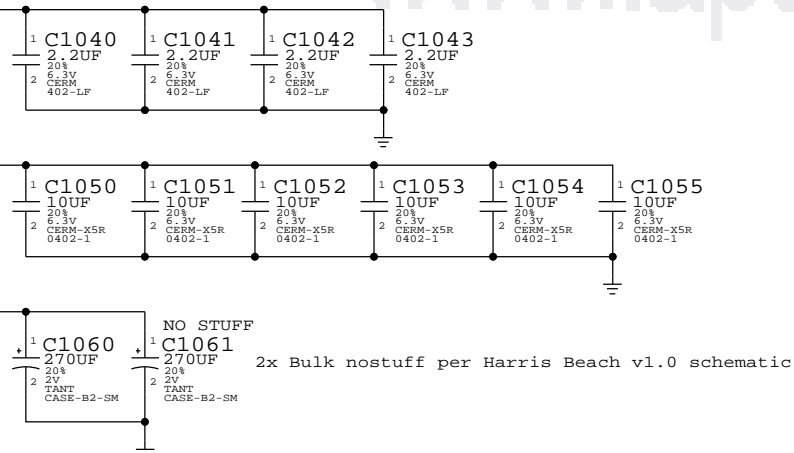 1 C1040
2.2UF
20%
6.3V
2 CERM
402-LF
1 C1041
2.2UF
20%
6.3V
2 CERM
402-LF
1 C1042
2.2UF
20%
6.3V
2 CERM
402-LF
1 C1043
2.2UF
20%
6.3V
2 CERM
402-LF
1 C1050
10UF
20%
6.3V
2 CERM-X5R
0402-1
1 C1051
10UF
20%
6.3V
2 CERM-X5R
0402-1
1 C1052
10UF
20%
6.3V
2 CERM-X5R
0402-1
1 C1053
10UF
20%
6.3V
2 CERM-X5R
0402-1
1 C1054
10UF
20%
6.3V
2 CERM-X5R
0402-1
1 C1055
10UF
20%
6.3V
2 CERM-X5R
0402-1
1 C1060
270UF
20%
2 2V
TANT
CASE-B2-SM
NO STUFF
1 C1061
270UF
20%
2 2V
TANT
CASE-B2-SM
2x Bulk nostuff per Harris Beach v1.0 schematic